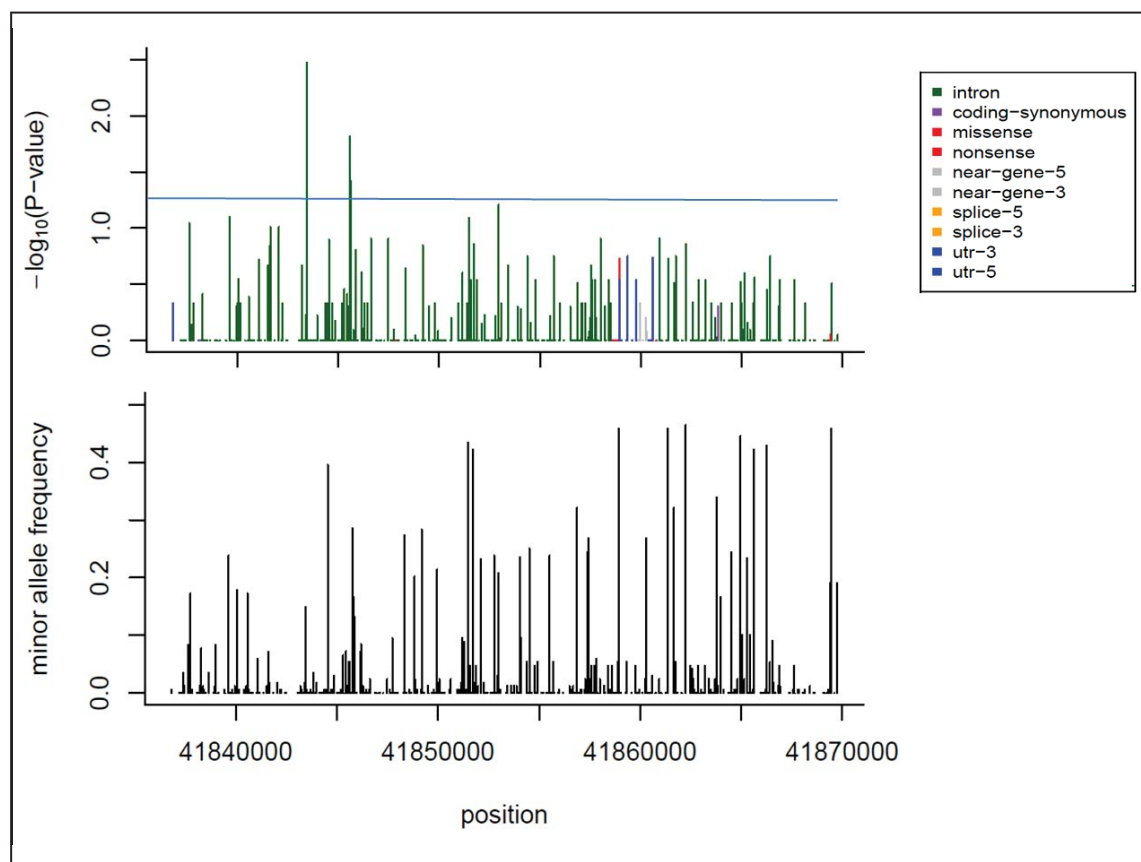 −log10(P−value)
2.0
1.0
0.0
intron
coding−synonymous
missense
nonsense
near−gene−5
near−gene−3
splice−5
splice−3
utr−3
utr−5
minor allele frequency
0.4
0.2
0.0
41840000 41850000 41860000 41870000
position